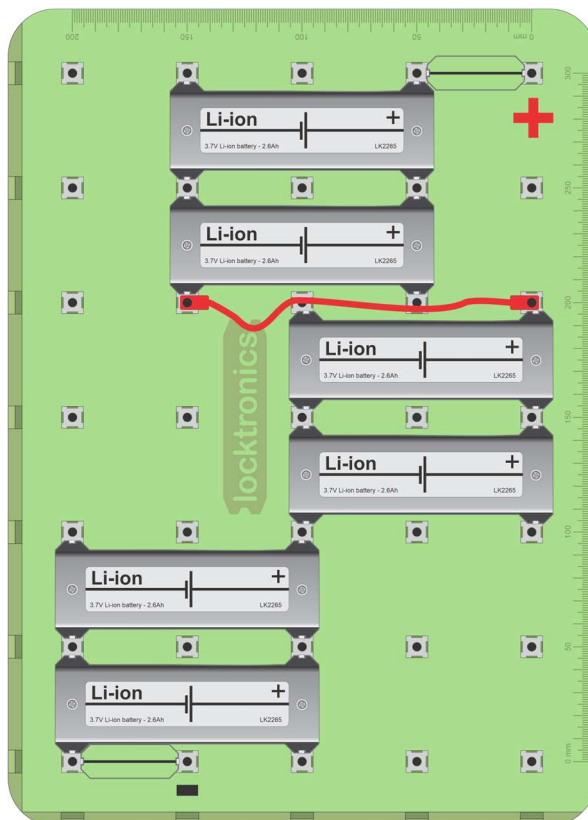 200 150 100 50 0 mm
300
+
Li-ion +
3.7V Li-ion battery - 2.6Ah LK2265
250
Li-ion +
3.7V Li-ion battery - 2.6Ah LK2265
200
locktronics
Li-ion +
3.7V Li-ion battery - 2.6Ah LK2265
150
Li-ion +
3.7V Li-ion battery - 2.6Ah LK2265
100
Li-ion +
3.7V Li-ion battery - 2.6Ah LK2265
50
Li-ion +
3.7V Li-ion battery - 2.6Ah LK2265
0 mm
-